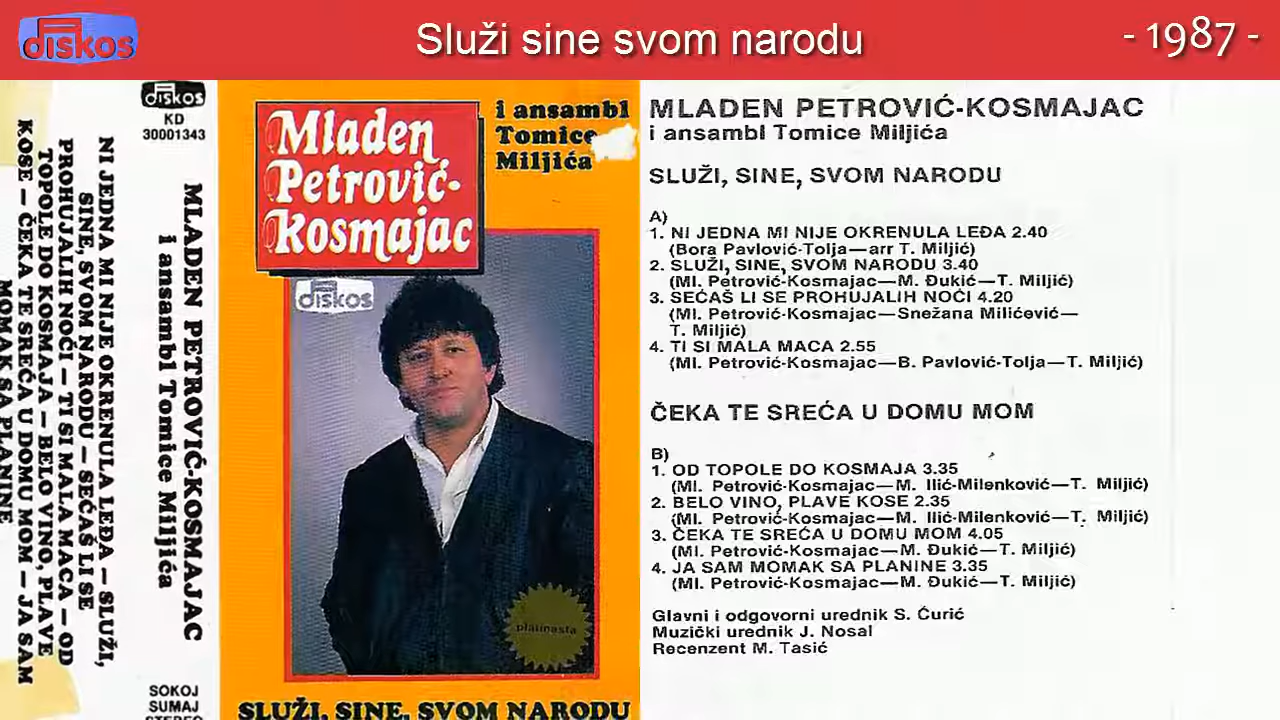 diskos
Služi sine svom narodu
- 1987 -
diskos
KD
30001343
MLADEN PETROVIĆ-KOSMAJAC
i ansambl Tomice Miljića
NI JEDNA MI NIJE OKRENULA LEĐA – SLUŽI,
SINE, SVOM NARODU – SEĆAŠ LI SE
PROHUJALIH NOĆI – TI SI MALA MACA – OD
TOPOLE DO KOSMAJA – BELO VINO, PLAVE
KOSE – ČEKA TE SREĆA U DOMU MOM – JA SAM
MOMAK SA PLANINE
SOKOJ
SUMAJ
STEREO
Mladen
Petrović-
kosmajac
i ansambl
Tomice
Miljića
diskos
platinasta
SLUŽI, SINE, SVOM NARODU
MLADEN PETROVIĆ-KOSMAJAC
i ansambl Tomice Miljića
SLUŽI, SINE, SVOM NARODU
A)
1. NI JEDNA MI NIJE OKRENULA LEĐA 2.40
(Bora Pavlović-Tolja—arr T. Miljić)
2. SLUŽI, SINE, SVOM NARODU 3.40
(Ml. Petrović-Kosmajac—M. Đukić—T. Miljić)
3. SEĆAŠ LI SE PROHUJALIH NOĆI 4.20
(Ml. Petrović-Kosmajac—Snežana Milićević—
T. Miljić)
4. TI SI MALA MACA 2.55
(Ml. Petrović-Kosmajac—B. Pavlović-Tolja—T. Miljić)
ČEKA TE SREĆA U DOMU MOM
B)
1. OD TOPOLE DO KOSMAJA 3.35
(Ml. Petrović-Kosmajac—M. Ilić-Milenković—T. Miljić)
2. BELO VINO, PLAVE KOSE 2.35
(Ml. Petrović-Kosmajac—M. Ilić-Milenković—T. Miljić)
3. ČEKA TE SREĆA U DOMU MOM 4.05
(Ml. Petrović-Kosmajac—M. Đukić—T. Miljić)
4. JA SAM MOMAK SA PLANINE 3.35
(Ml. Petrović-Kosmajac—M. Đukić—T. Miljić)
Glavni i odgovorni urednik S. Ćurić
Muzički urednik J. Nosal
Recenzent M. Tasić